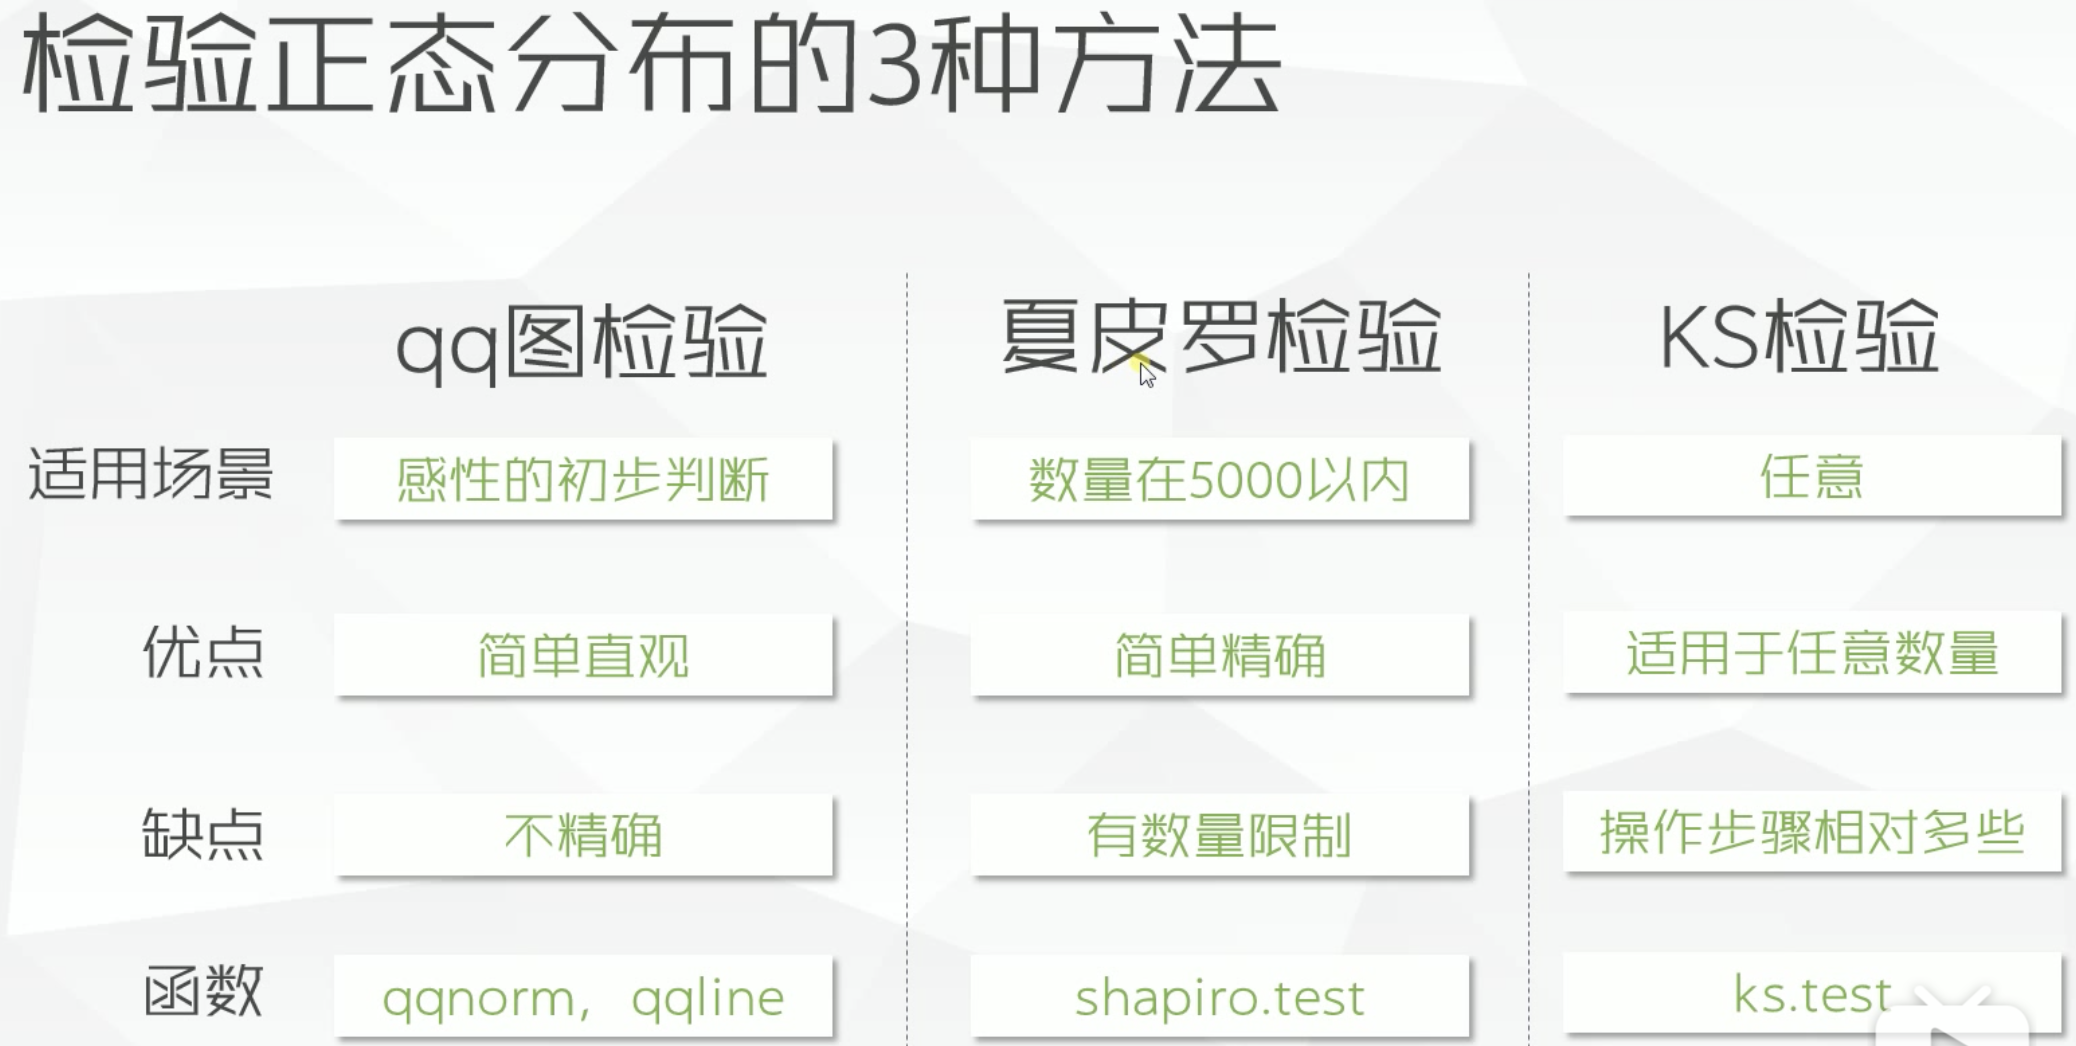 检验正态分布的3种方法
qq图检验 夏皮罗检验 KS检验
适用场景 感性的初步判断 数量在5000以内 任意
优点 简单直观 简单精确 适用于任意数量
缺点 不精确 有数量限制 操作步骤相对多些
函数 qqnorm, qqline shapiro.test ks.test